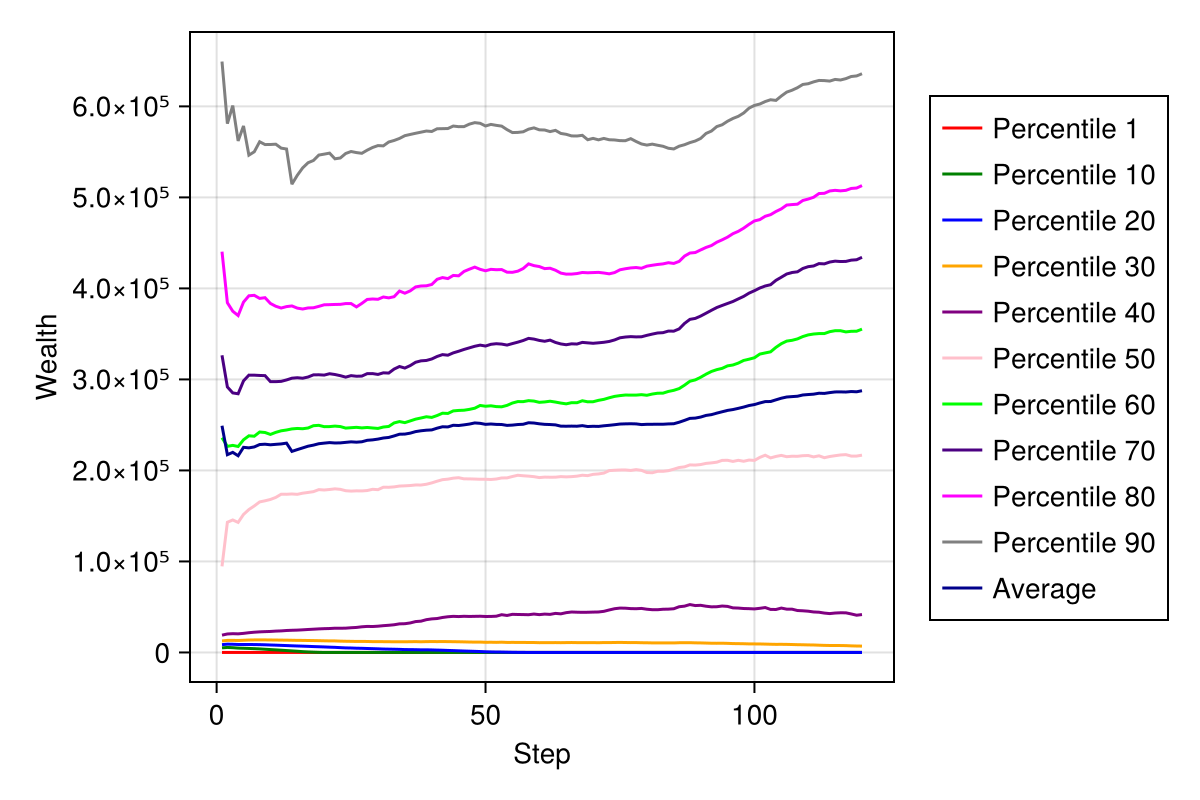 6.0×10⁵
5.0×10⁵
4.0×10⁵
3.0×10⁵
2.0×10⁵
1.0×10⁵
0
Wealth
0 50 100
Step
Percentile 1
Percentile 10
Percentile 20
Percentile 30
Percentile 40
Percentile 50
Percentile 60
Percentile 70
Percentile 80
Percentile 90
Average